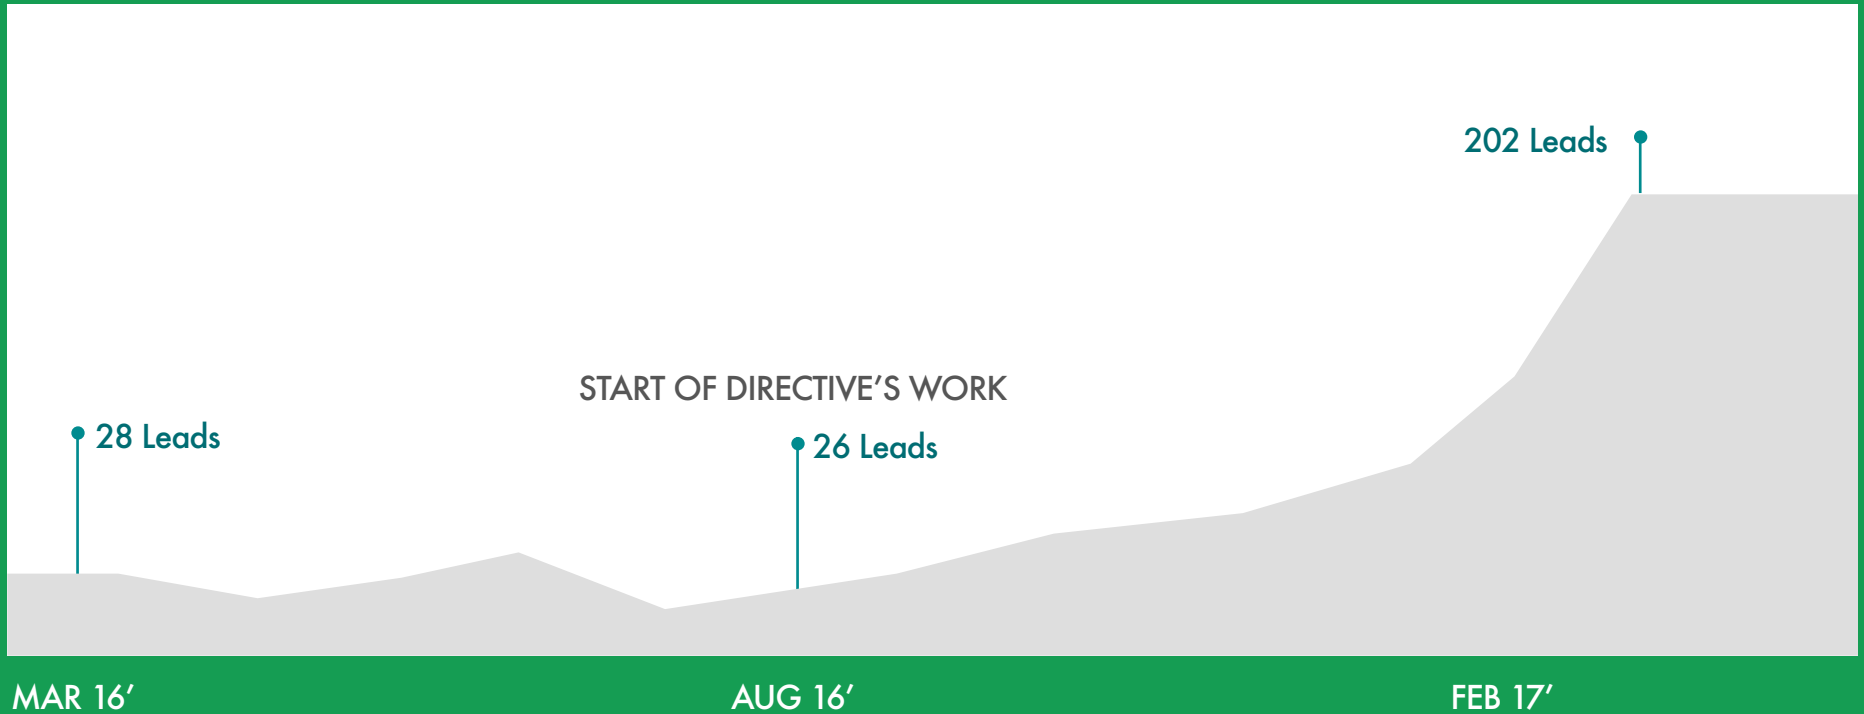 202 Leads
START OF DIRECTIVE’S WORK
28 Leads
26 Leads
MAR 16’
AUG 16’
FEB 17’